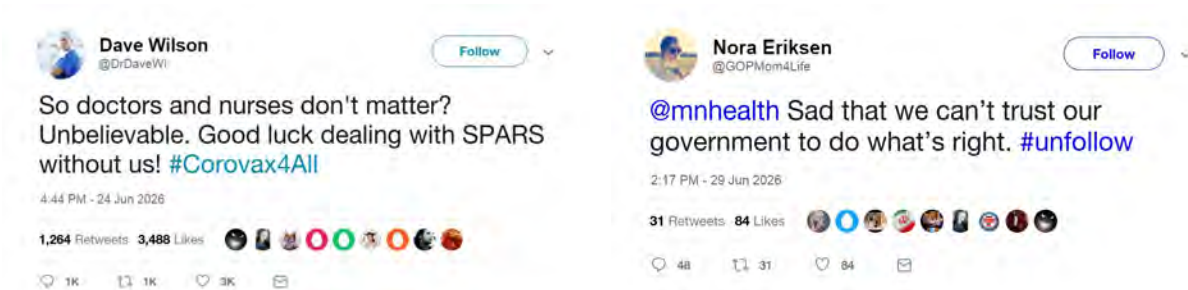 Dave Wilson
@DrDaveWi
Follow
So doctors and nurses don't matter?
Unbelievable. Good luck dealing with SPARS
without us! #Corovax4All
4:44 PM - 24 Jun 2026
1,264 Retweets 3,488 Likes
1K 1K 3K
Nora Eriksen
@GOPMom4Life
Follow
@mnhealth Sad that we can’t trust our
government to do what’s right. #unfollow
2:17 PM - 29 Jun 2026
31 Retweets 84 Likes
48 31 84